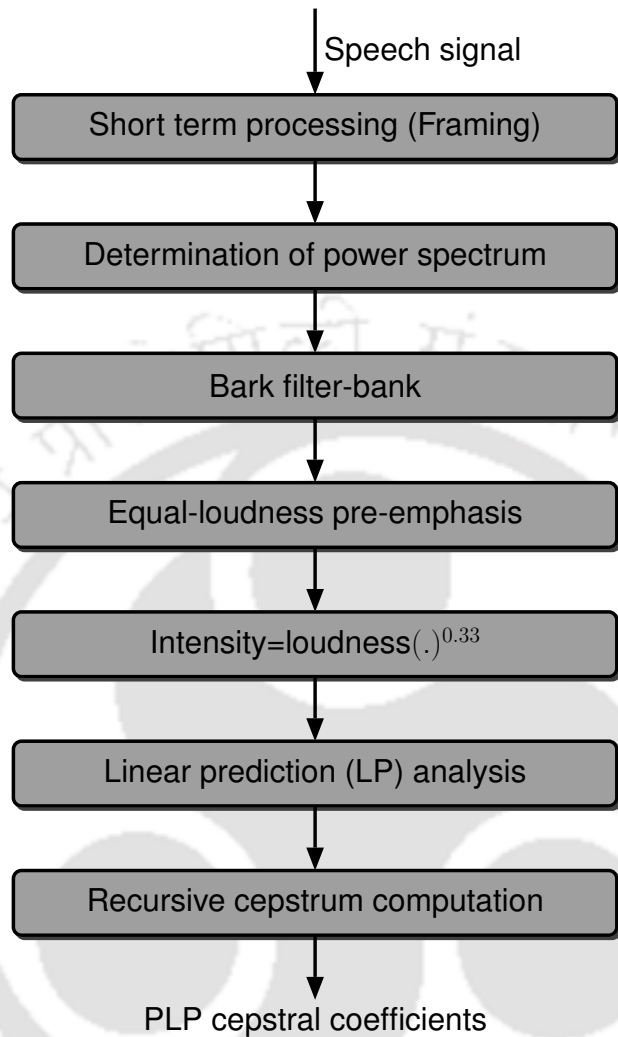 Speech signal
Short term processing (Framing)
Determination of power spectrum
Bark filter-bank
Equal-loudness pre-emphasis
Intensity=loudness(.)^{0.33}
Linear prediction (LP) analysis
Recursive cepstrum computation
PLP cepstral coefficients